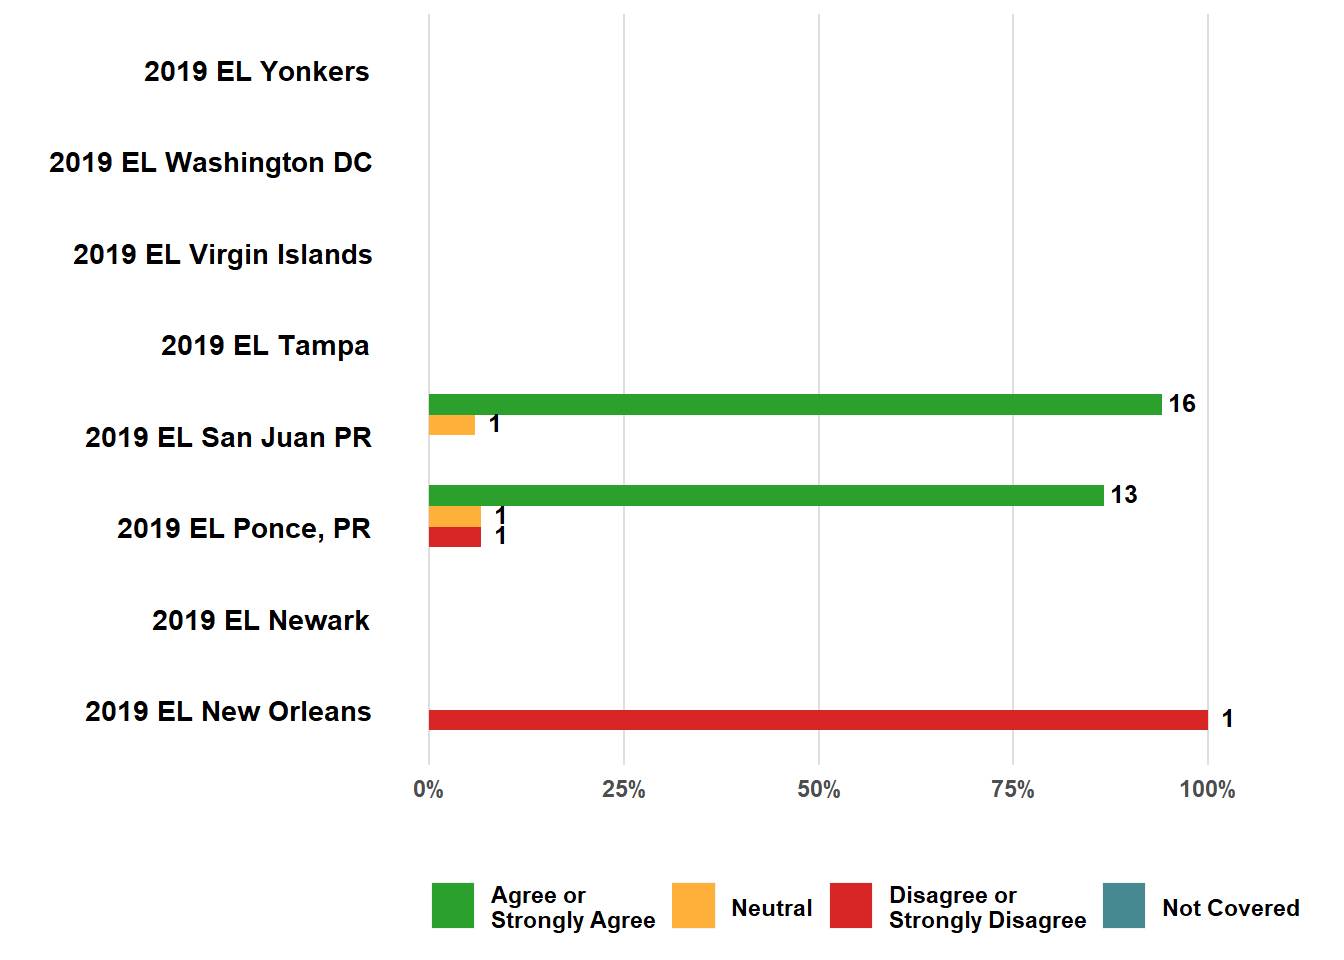 2019 EL Yonkers
2019 EL Washington DC
2019 EL Virgin Islands
2019 EL Tampa
16
1
2019 EL San Juan PR
13
1
2019 EL Ponce, PR
1
2019 EL Newark
2019 EL New Orleans
1
0%
25%
50%
75%
100%
Agree or
Strongly Agree
Neutral
Disagree or
Strongly Disagree
Not Covered